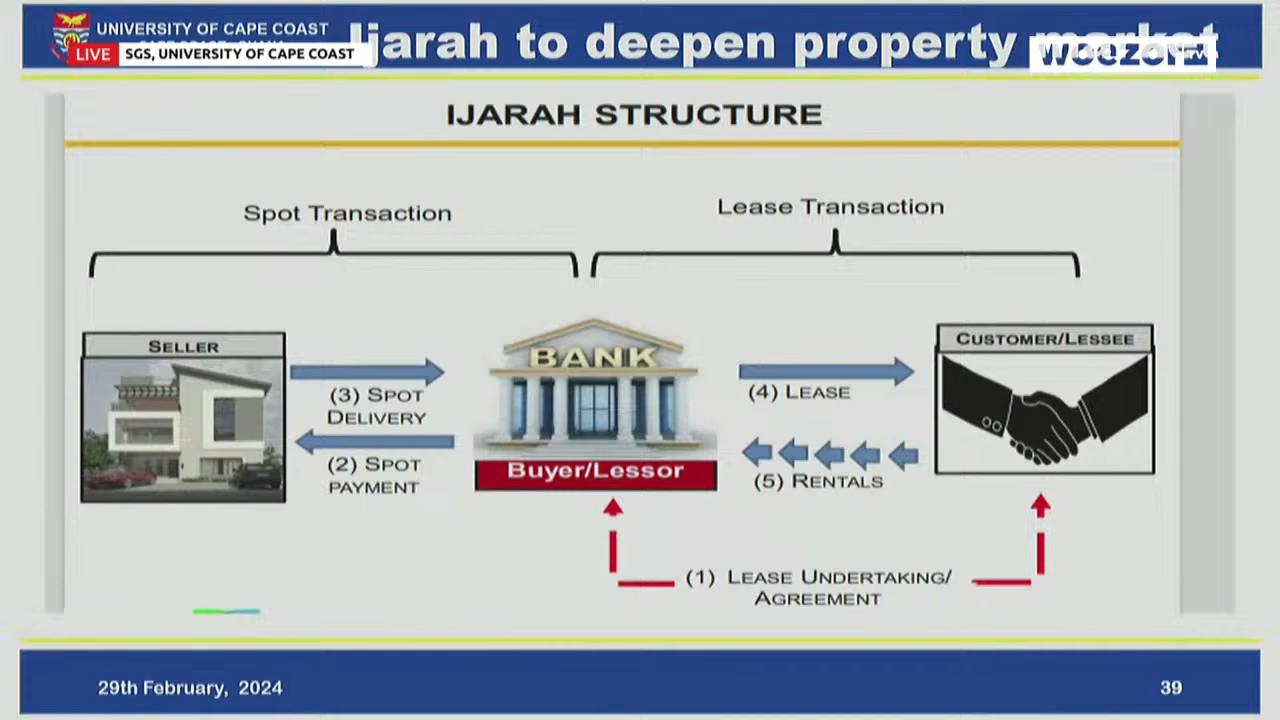 UNIVERSITY OF CAPE COAST
LIVE SGS, UNIVERSITY OF CAPE COAST
Ijarah to deepen property market
IJARAH STRUCTURE
Spot Transaction
Lease Transaction
SELLER
BANK
CUSTOMER/LESSEE
(3) SPOT
DELIVERY
(4) LEASE
(2) SPOT
PAYMENT
Buyer/Lessor
(5) RENTALS
(1) LEASE UNDERTAKING/
AGREEMENT
29th February, 2024
39